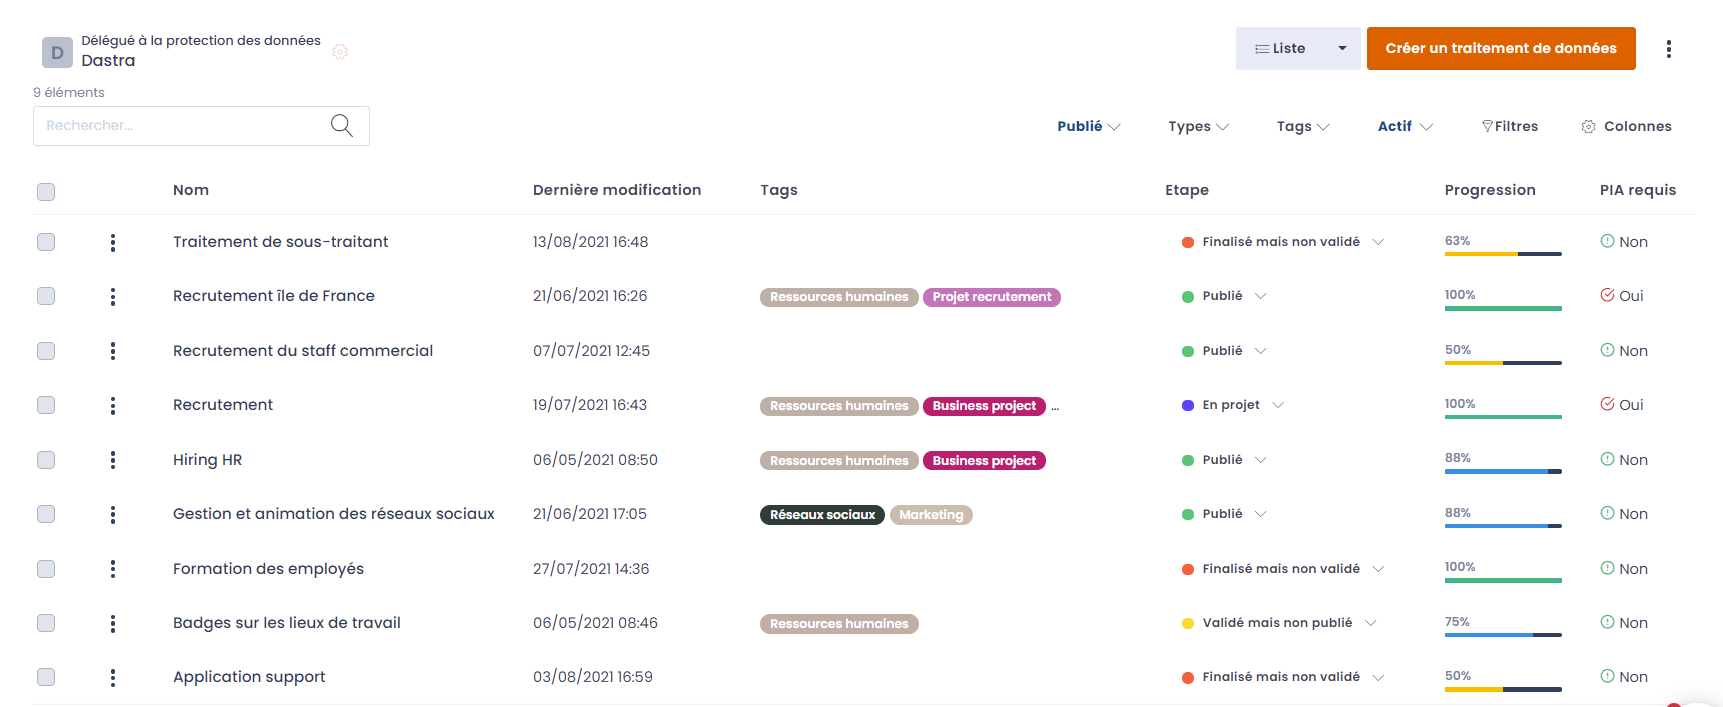 D
Délégué à la protection des données
Dastra
Liste
Créer un traitement de données
9 éléments
Rechercher...
Publié Types Tags Actif Filtres Colonnes
Nom Dernière modification Tags Etape Progression PIA requis
Traitement de sous-traitant 13/08/2021 16:48 Finalisé mais non validé 63% Non
Recrutement île de France 21/06/2021 16:26 Ressources humaines Projet recrutement Publié 100% Oui
Recrutement du staff commercial 07/07/2021 12:45 Publié 50% Non
Recrutement 19/07/2021 16:43 Ressources humaines Business project ... En projet 100% Oui
Hiring HR 06/05/2021 08:50 Ressources humaines Business project Publié 88% Non
Gestion et animation des réseaux sociaux 21/06/2021 17:05 Réseaux sociaux Marketing Publié 88% Non
Formation des employés 27/07/2021 14:36 Finalisé mais non validé 100% Non
Badges sur les lieux de travail 06/05/2021 08:46 Ressources humaines Validé mais non publié 75% Non
Application support 03/08/2021 16:59 Finalisé mais non validé 50% Non